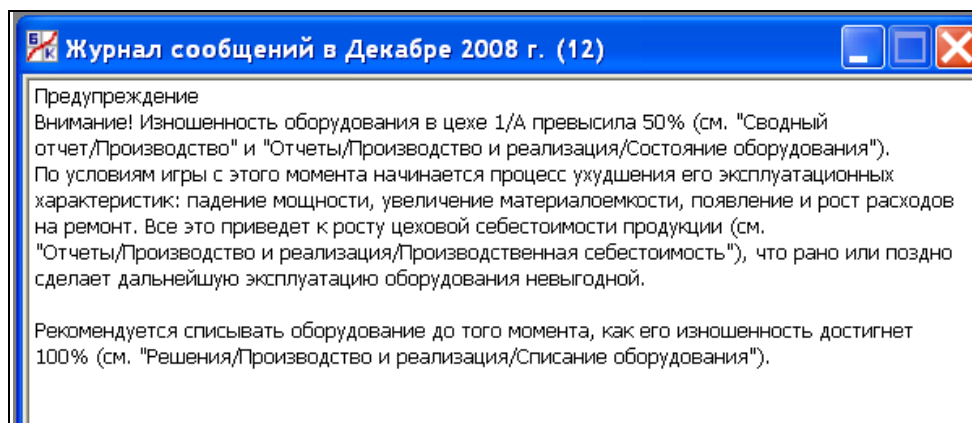 БК Журнал сообщений в Декабре 2008 г. (12)
Предупреждение
Внимание! Изношенность оборудования в цехе 1/А превысила 50% (см. "Сводный
отчет/Производство" и "Отчеты/Производство и реализация/Состояние оборудования").
По условиям игры с этого момента начинается процесс ухудшения его эксплуатационных
характеристик: падение мощности, увеличение материалоемкости, появление и рост расходов
на ремонт. Все это приведет к росту цеховой себестоимости продукции (см.
"Отчеты/Производство и реализация/Производственная себестоимость"), что рано или поздно
сделает дальнейшую эксплуатацию оборудования невыгодной.
Рекомендуется списывать оборудование до того момента, как его изношенность достигнет
100% (см. "Решения/Производство и реализация/Списание оборудования").